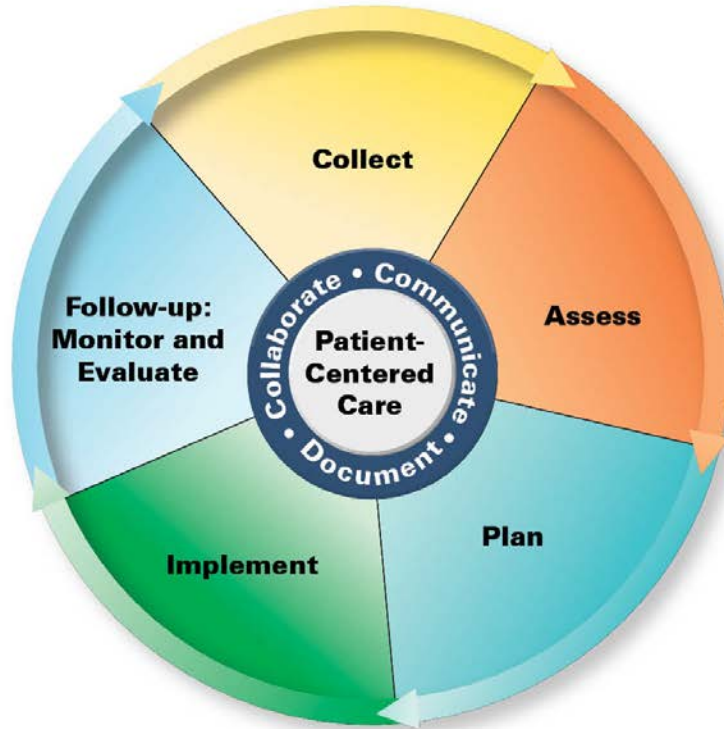 Collect
Assess
Plan
Implement
Follow-up:
Monitor and
Evaluate
Collaborate • Communicate • Document •
Patient-
Centered
Care